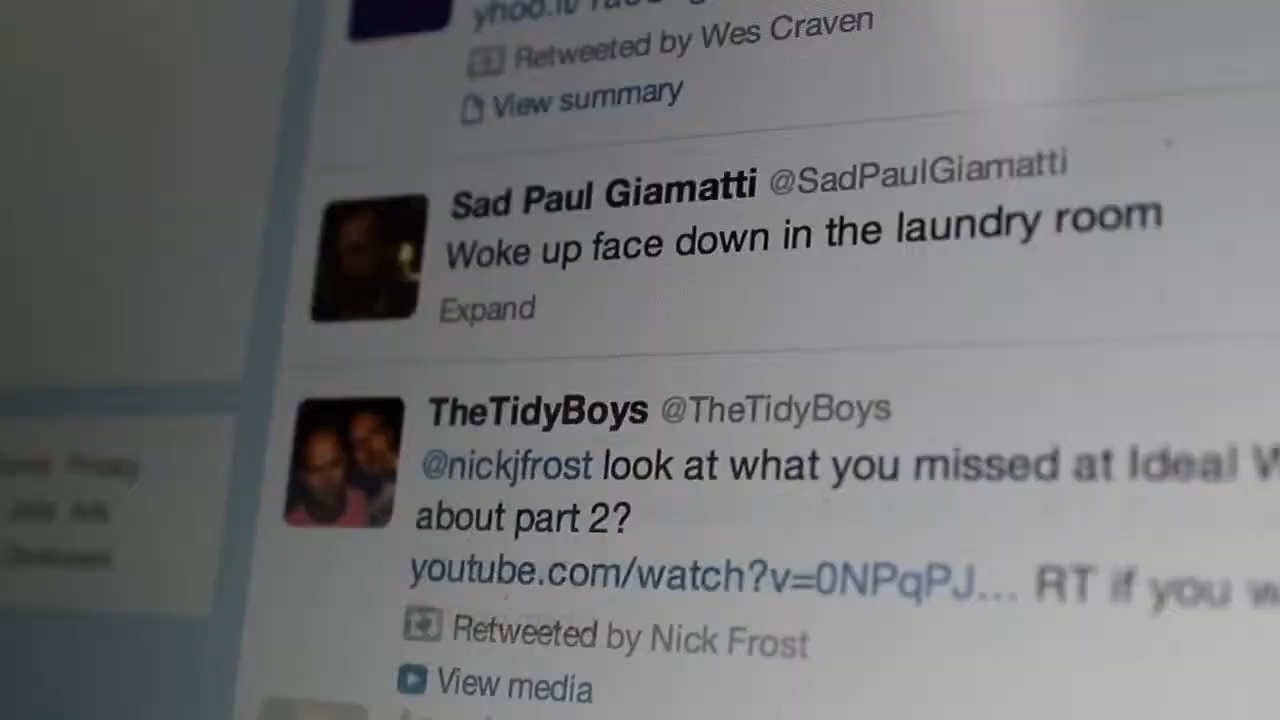 Retweeted by Wes Craven
View summary
Sad Paul Giamatti @SadPaulGiamatti
Woke up face down in the laundry room
Expand
TheTidyBoys @TheTidyBoys
@nickjfrost look at what you missed at Ideal
about part 2?
youtube.com/watch?v=0NPqPJ... RT if you
Retweeted by Nick Frost
View media